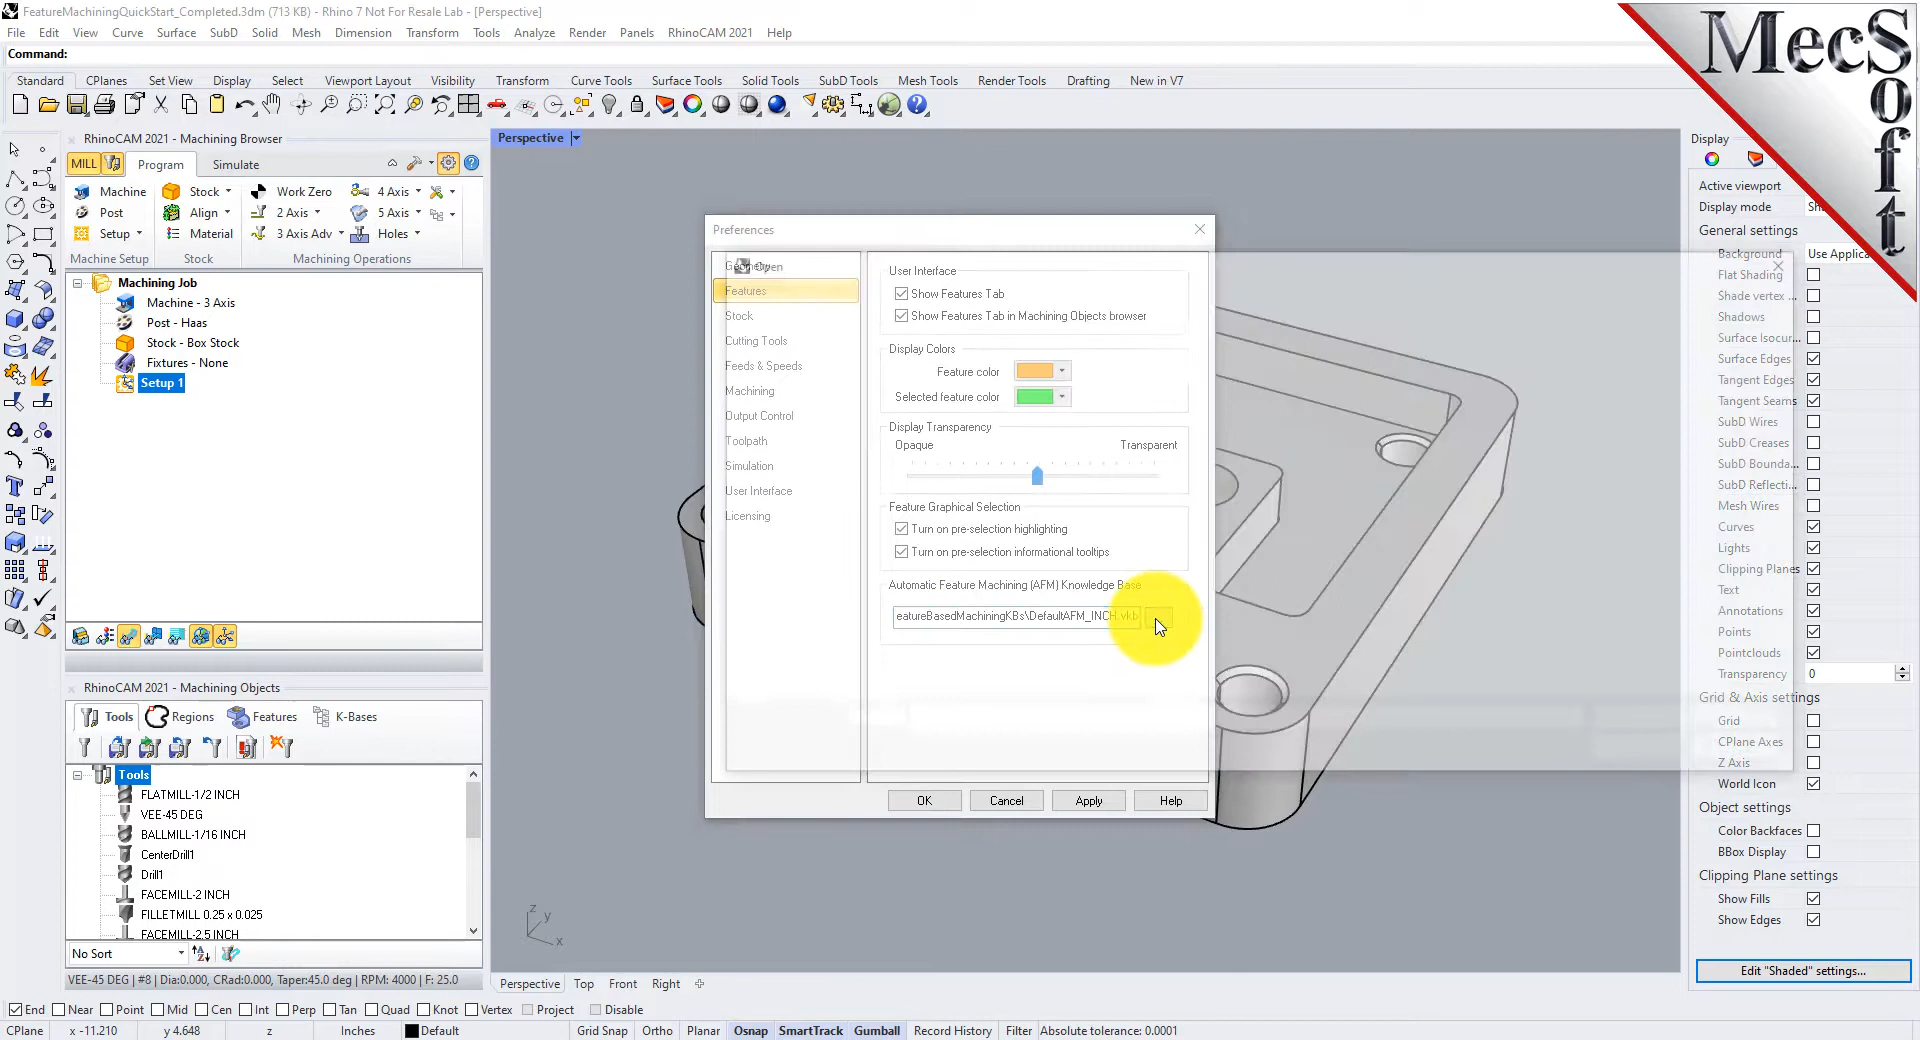 FeatureMachiningQuickStart_Completed.3dm (713 KB) - Rhino 7 Not For Resale Lab - [Perspective]
File Edit View Curve Surface SubD Solid Mesh Dimension Transform Tools Analyze Render Panels RhinoCAM 2021 Help
Command:
Standard CPlanes Set View Display Select Viewport Layout Visibility Transform Curve Tools Surface Tools Solid Tools SubD Tools Mesh Tools Render Tools Drafting New in V7
MecSoft
RhinoCAM 2021 - Machining Browser
MILL Program Simulate
Machine Stock Work Zero 4 Axis
Post Align 2 Axis 5 Axis
Setup Material 3 Axis Adv Holes
Machine Setup Stock Machining Operations
Machining Job
Machine - 3 Axis
Post - Haas
Stock - Box Stock
Fixtures - None
Setup 1
RhinoCAM 2021 - Machining Objects
Tools Regions Features K-Bases
Tools
FLATMILL-1/2 INCH
VEE-45 DEG
BALLMILL-1/16 INCH
CenterDrill1
Drill1
FACEMILL-2 INCH
FILLETMILL 0.25 x 0.025
FACEMILL-2.5 INCH
No Sort
VEE-45 DEG | #8 | Dia:0.000, CRad:0.000, Taper:45.0 deg | RPM: 4000 | F: 25.0
Perspective
Preferences
Geometry
Open
Features
Stock
Cutting Tools
Feeds & Speeds
Machining
Output Control
Toolpath
Simulation
User Interface
Licensing
User Interface
Show Features Tab
Show Features Tab in Machining Objects browser
Display Colors
Feature color
Selected feature color
Display Transparency
Opaque Transparent
Feature Graphical Selection
Turn on pre-selection highlighting
Turn on pre-selection informational tooltips
Automatic Feature Machining (AFM) Knowledge Base
eatureBasedMachiningKBs\DefaultAFM_INCH.vkb
OK Cancel Apply Help
z
y
x
Perspective Top Front Right
Display
Active viewport
Display mode Sh
General settings
Background Use Applica
Flat Shading
Shade vertex ...
Shadows
Surface Isocur...
Surface Edges
Tangent Edges
Tangent Seams
SubD Wires
SubD Creases
SubD Bounda...
SubD Reflecti...
Mesh Wires
Curves
Lights
Clipping Planes
Text
Annotations
Points
Pointclouds
Transparency 0
Grid & Axis settings
Grid
CPlane Axes
Z Axis
World Icon
Object settings
Color Backfaces
BBox Display
Clipping Plane settings
Show Fills
Show Edges
Edit "Shaded" settings...
End Near Point Mid Cen Int Perp Tan Quad Knot Vertex Project Disable
CPlane x -11.210 y 4.648 z Inches Default Grid Snap Ortho Planar Osnap SmartTrack Gumball Record History Filter Absolute tolerance: 0.0001